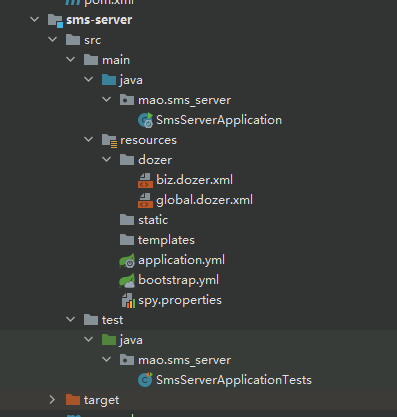 pom.xml
sms-server
src
main
java
mao.sms_server
SmsServerApplication
resources
dozer
biz.dozer.xml
global.dozer.xml
static
templates
application.yml
bootstrap.yml
spy.properties
test
java
mao.sms_server
SmsServerApplicationTests
target